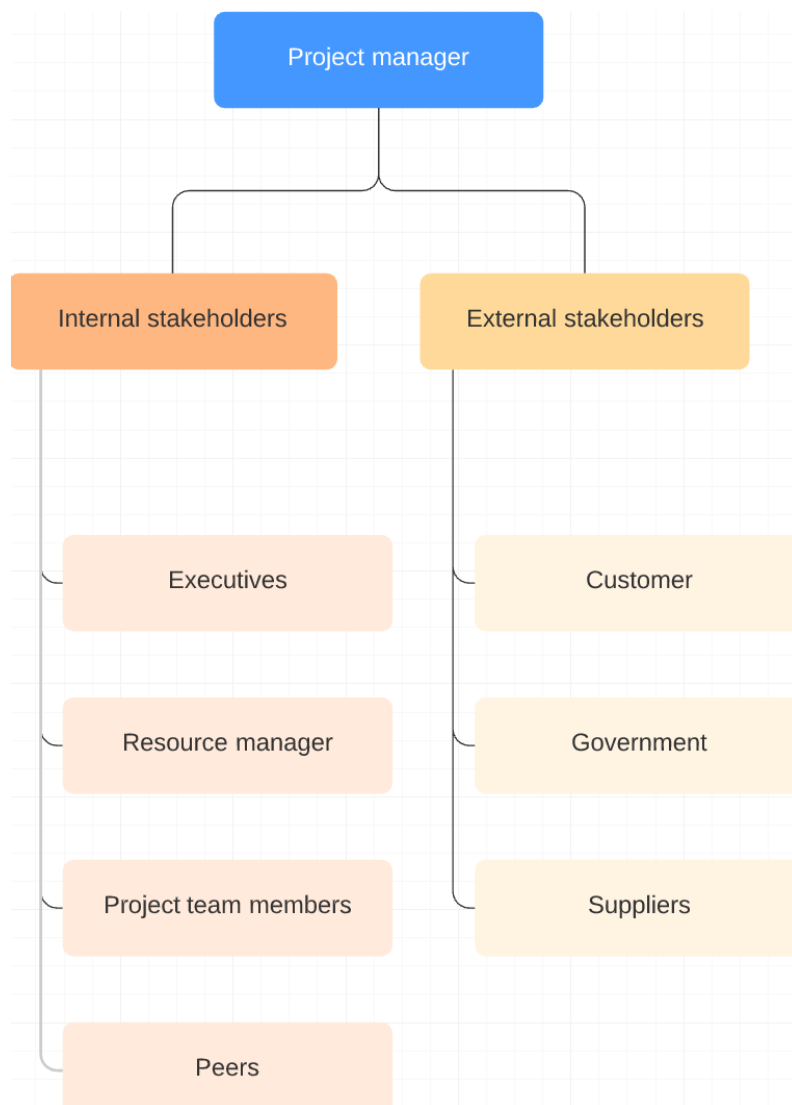 Project manager
Internal stakeholders
External stakeholders
Executives
Customer
Resource manager
Government
Project team members
Suppliers
Peers